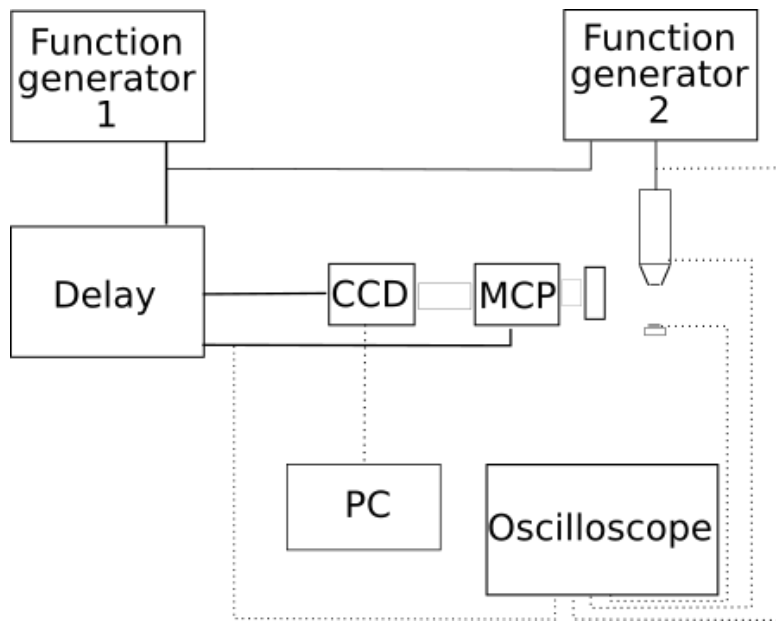 Function
generator
1
Function
generator
2
Delay
CCD
MCP
PC
Oscilloscope